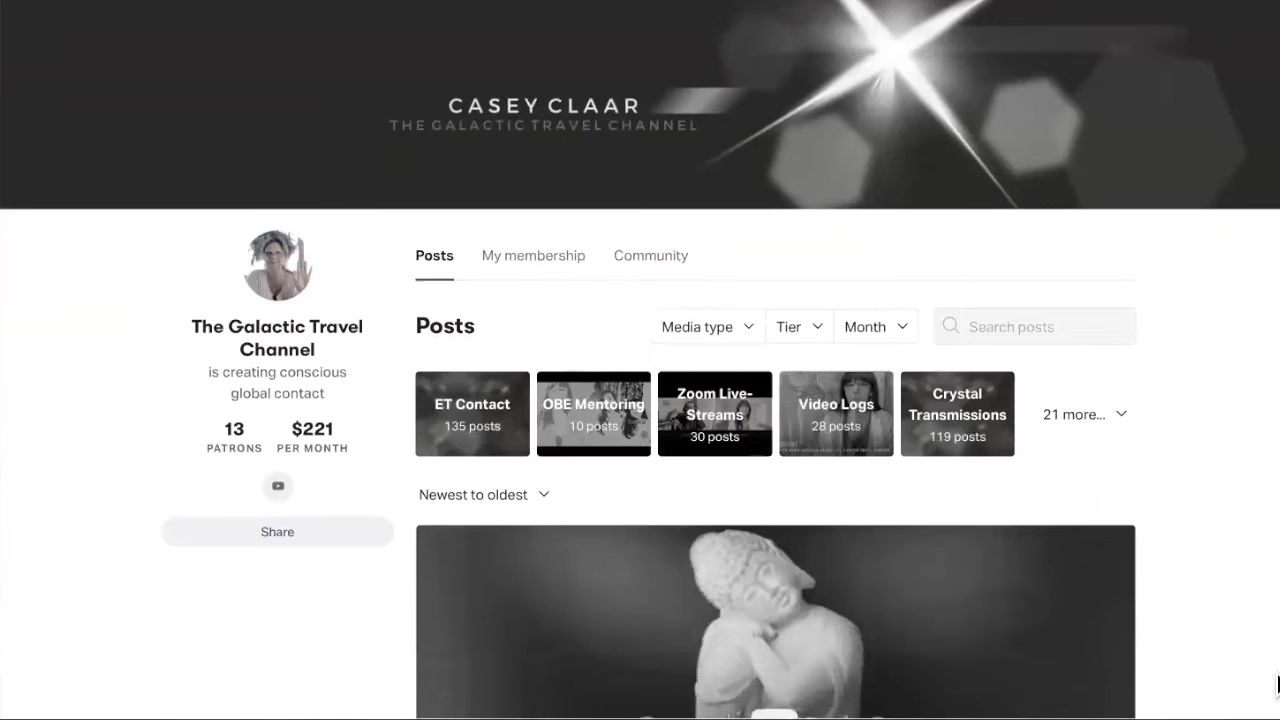 CASEY CLAAR
THE GALACTIC TRAVEL CHANNEL
Posts
My membership
Community
The Galactic Travel
Channel
is creating conscious
global contact
13
PATRONS
$221
PER MONTH
Share
Posts
Media type
Tier
Month
Search posts
ET Contact
135 posts
OBE Mentoring
10 posts
Zoom Live-
Streams
30 posts
Video Logs
28 posts
Crystal
Transmissions
119 posts
21 more...
Newest to oldest